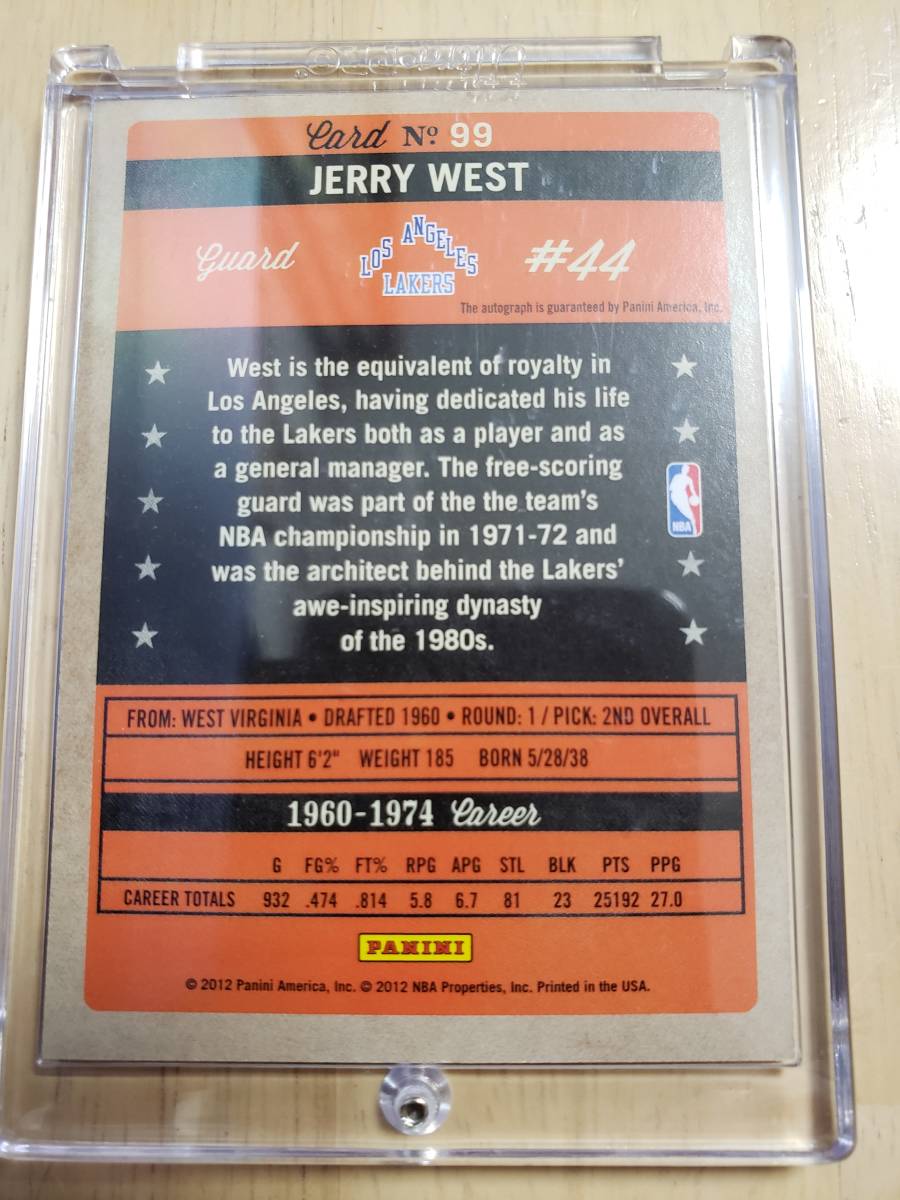 Card Nº 99
JERRY WEST
Guard
LOS ANGELES
LAKERS
#44
The autograph is guaranteed by Panini America, Inc.
West is the equivalent of royalty in
Los Angeles, having dedicated his life
to the Lakers both as a player and as
a general manager. The free-scoring
guard was part of the the team's
NBA championship in 1971-72 and
was the architect behind the Lakers'
awe-inspiring dynasty
of the 1980s.
NBA
FROM: WEST VIRGINIA • DRAFTED 1960 • ROUND: 1 / PICK: 2ND OVERALL
HEIGHT 6'2" WEIGHT 185 BORN 5/28/38
1960-1974 Career
G FG% FT% RPG APG STL BLK PTS PPG
CAREER TOTALS 932 .474 .814 5.8 6.7 81 23 25192 27.0
PANINI
© 2012 Panini America, Inc. © 2012 NBA Properties, Inc. Printed in the USA.